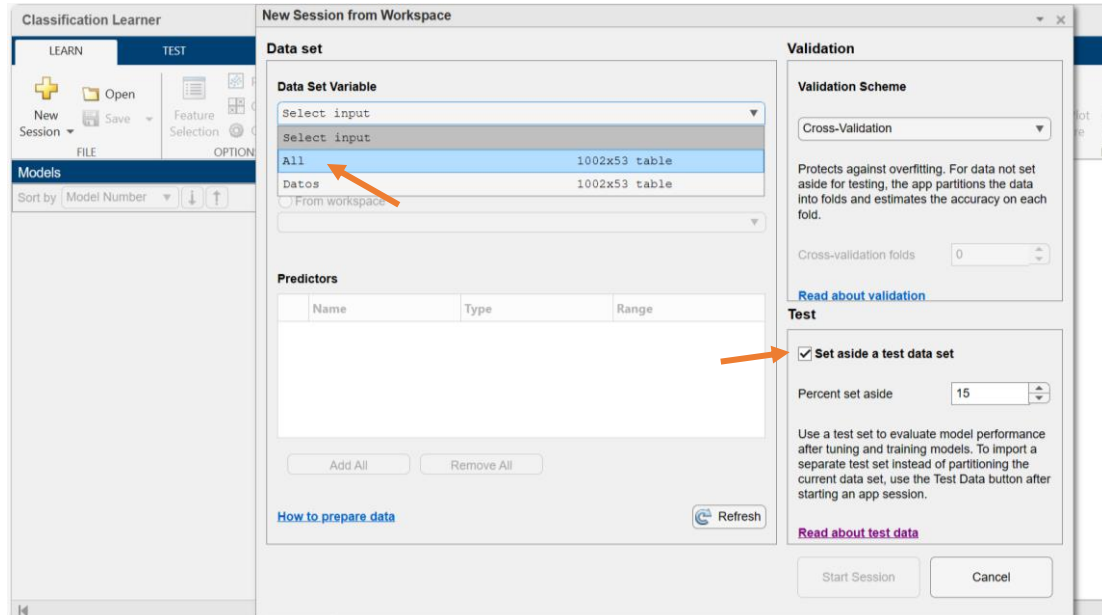 Classification Learner
LEARN
TEST
New
Session
Open
Save
FILE
Feature
Selection
OPTION
Models
Sort by
Model Number
New Session from Workspace
Data set
Data Set Variable
Select input
Select input
All 1002x53 table
Datos 1002x53 table
From workspace
Predictors
Name Type Range
Add All
Remove All
How to prepare data
Refresh
Validation
Validation Scheme
Cross-Validation
Protects against overfitting. For data not set
aside for testing, the app partitions the data
into folds and estimates the accuracy on each
fold.
Cross-validation folds 0
Read about validation
Test
Set aside a test data set
Percent set aside 15
Use a test set to evaluate model performance
after tuning and training models. To import a
separate test set instead of partitioning the
current data set, use the Test Data button after
starting an app session.
Read about test data
Start Session
Cancel